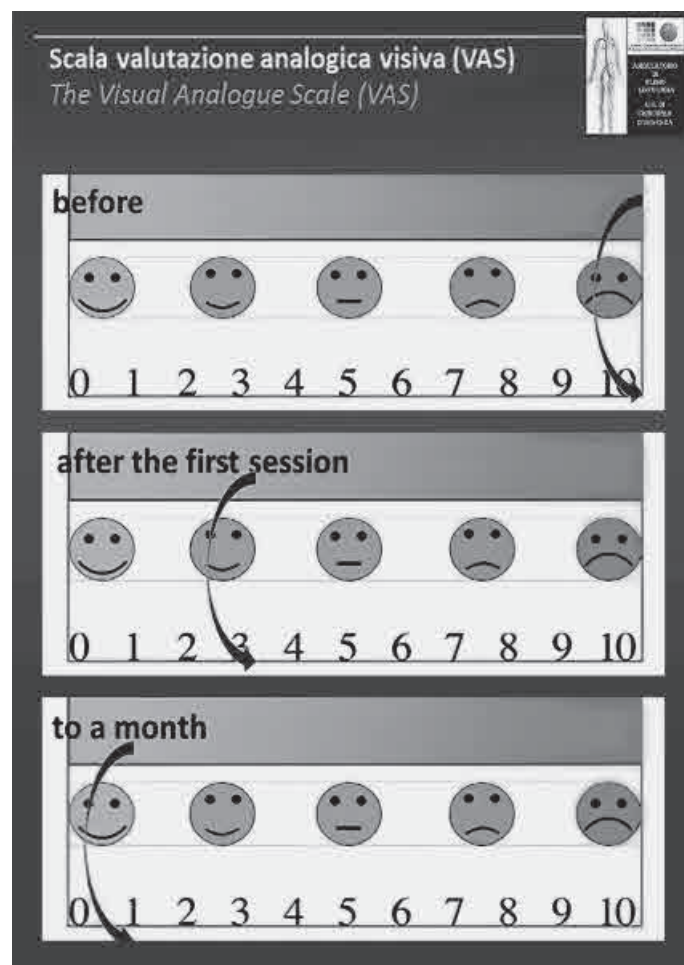 Scala valutazione analogica visiva (VAS)
The Visual Analogue Scale (VAS)
before
0 1 2 3 4 5 6 7 8 9 10
after the first session
0 1 2 3 4 5 6 7 8 9 10
to a month
0 1 2 3 4 5 6 7 8 9 10